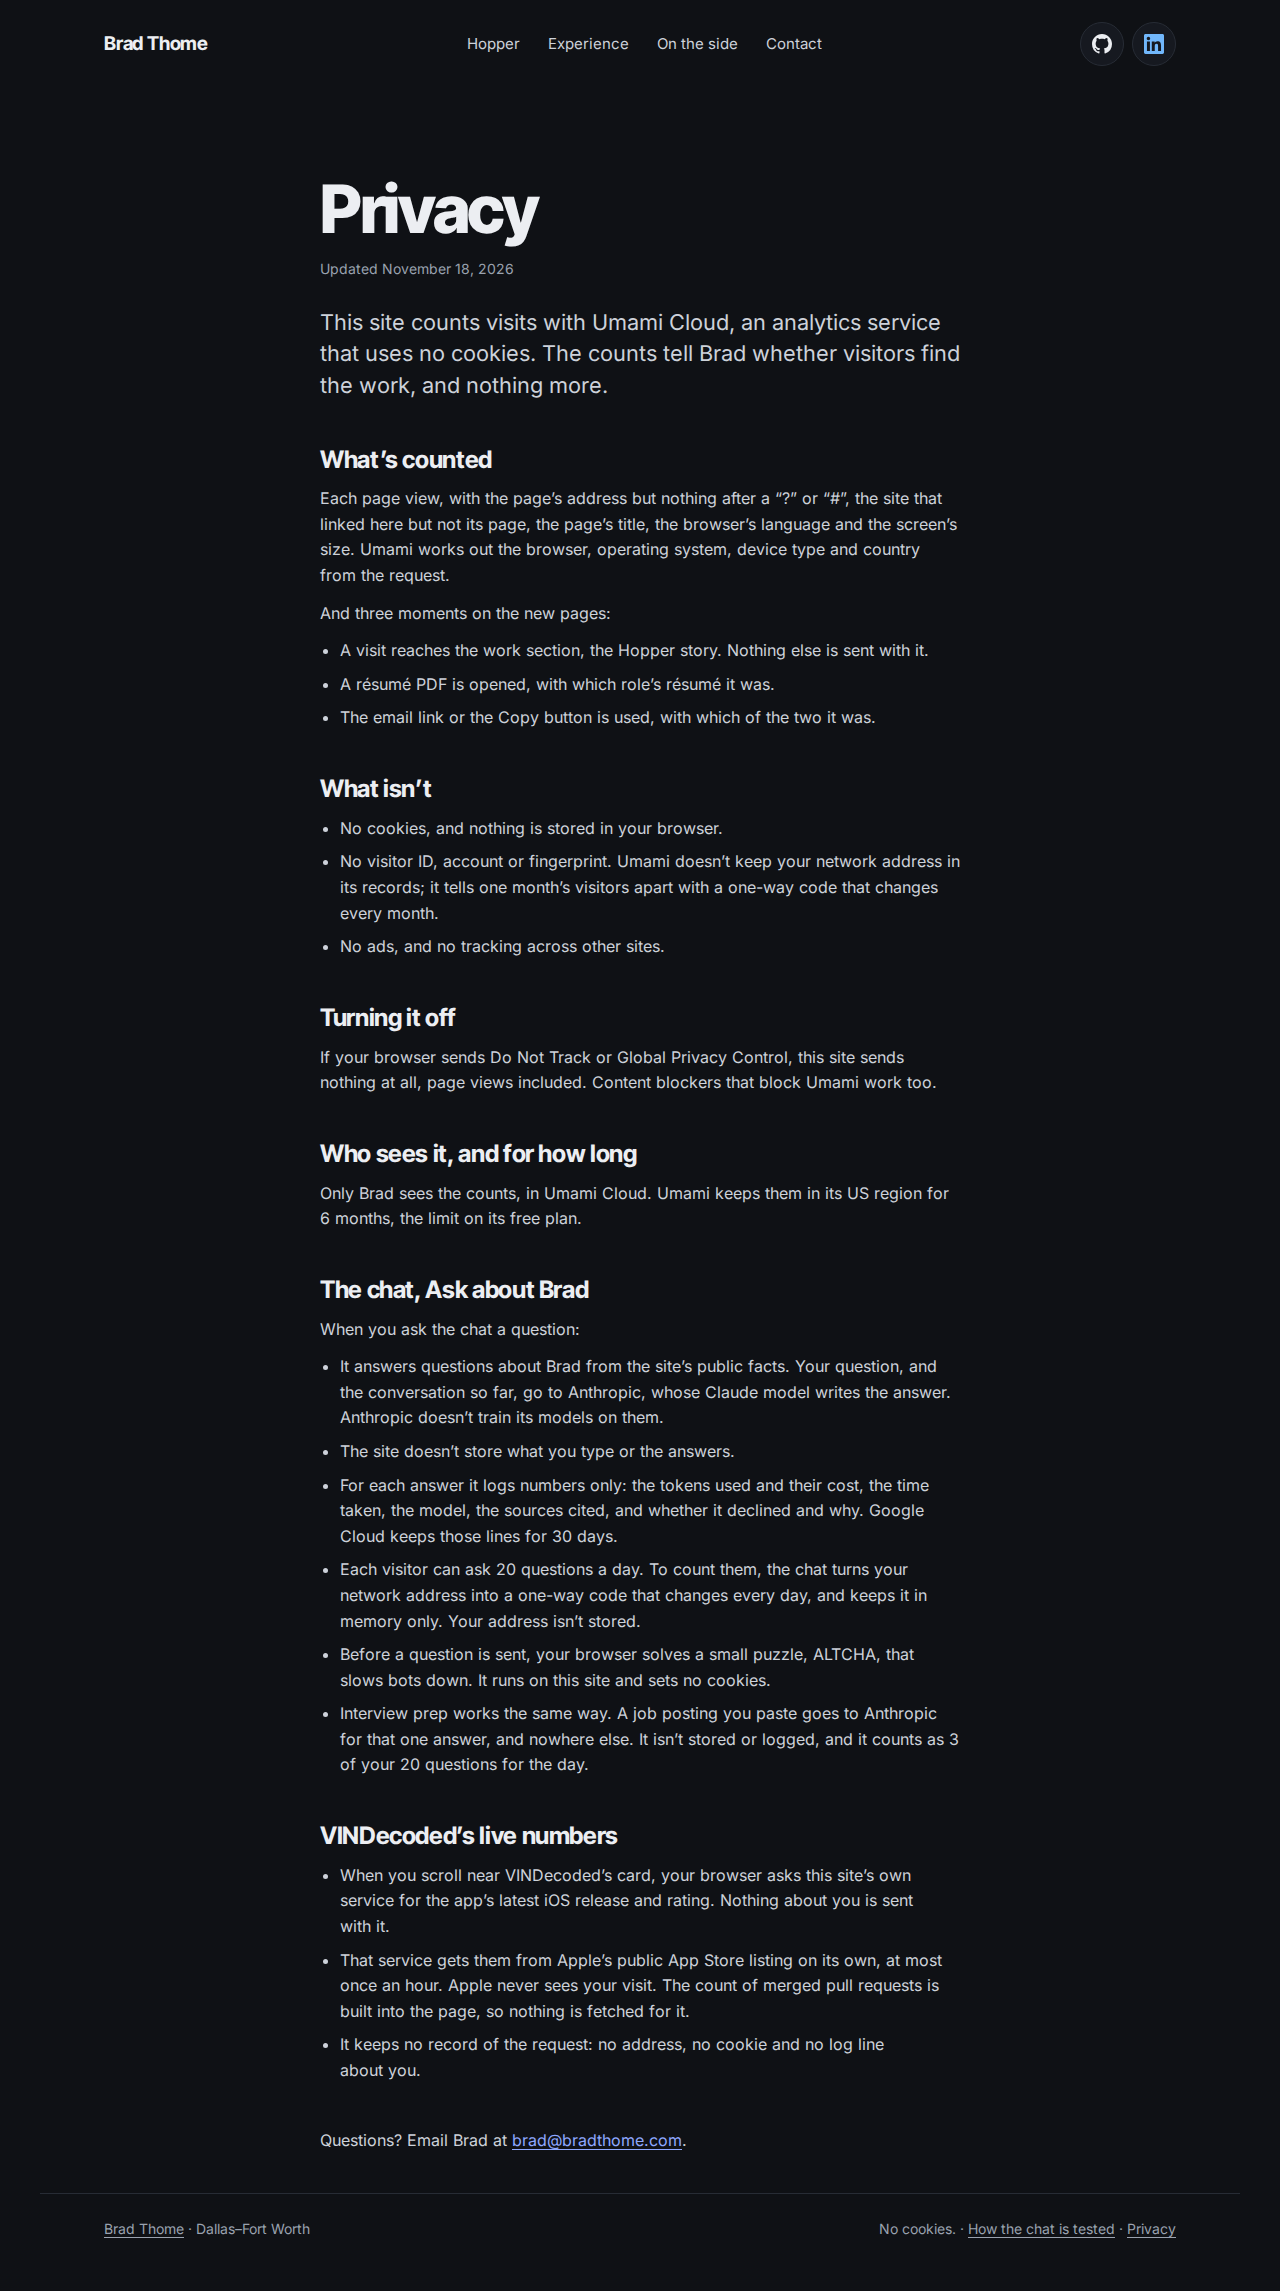 Brad Thome
Hopper
Experience
On the side
Contact
Privacy
Updated November 18, 2026
This site counts visits with Umami Cloud, an analytics service
that uses no cookies. The counts tell Brad whether visitors find
the work, and nothing more.
What’s counted
Each page view, with the page’s address but nothing after a “?” or “#”, the site that
linked here but not its page, the page’s title, the browser’s language and the screen’s
size. Umami works out the browser, operating system, device type and country
from the request.
And three moments on the new pages:
• A visit reaches the work section, the Hopper story. Nothing else is sent with it.
• A résumé PDF is opened, with which role’s résumé it was.
• The email link or the Copy button is used, with which of the two it was.
What isn’t
• No cookies, and nothing is stored in your browser.
• No visitor ID, account or fingerprint. Umami doesn’t keep your network address in
its records; it tells one month’s visitors apart with a one-way code that changes
every month.
• No ads, and no tracking across other sites.
Turning it off
If your browser sends Do Not Track or Global Privacy Control, this site sends
nothing at all, page views included. Content blockers that block Umami work too.
Who sees it, and for how long
Only Brad sees the counts, in Umami Cloud. Umami keeps them in its US region for
6 months, the limit on its free plan.
The chat, Ask about Brad
When you ask the chat a question:
• It answers questions about Brad from the site’s public facts. Your question, and
the conversation so far, go to Anthropic, whose Claude model writes the answer.
Anthropic doesn’t train its models on them.
• The site doesn’t store what you type or the answers.
• For each answer it logs numbers only: the tokens used and their cost, the time
taken, the model, the sources cited, and whether it declined and why. Google
Cloud keeps those lines for 30 days.
• Each visitor can ask 20 questions a day. To count them, the chat turns your
network address into a one-way code that changes every day, and keeps it in
memory only. Your address isn’t stored.
• Before a question is sent, your browser solves a small puzzle, ALTCHA, that
slows bots down. It runs on this site and sets no cookies.
• Interview prep works the same way. A job posting you paste goes to Anthropic
for that one answer, and nowhere else. It isn’t stored or logged, and it counts as 3
of your 20 questions for the day.
VINDecoded’s live numbers
• When you scroll near VINDecoded’s card, your browser asks this site’s own
service for the app’s latest iOS release and rating. Nothing about you is sent
with it.
• That service gets them from Apple’s public App Store listing on its own, at most
once an hour. Apple never sees your visit. The count of merged pull requests is
built into the page, so nothing is fetched for it.
• It keeps no record of the request: no address, no cookie and no log line
about you.
Questions? Email Brad at brad@bradthome.com.
Brad Thome · Dallas–Fort Worth
No cookies. · How the chat is tested · Privacy